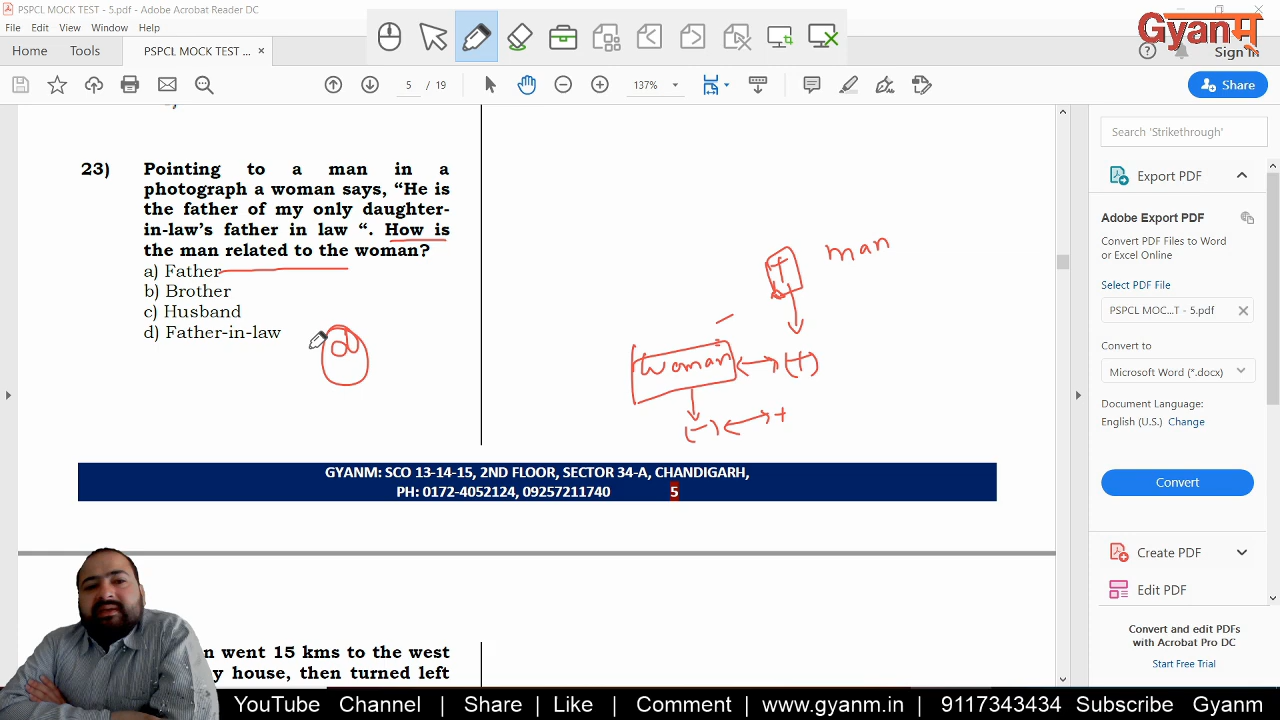 PSPCL MOCK TEST - 5.pdf - Adobe Acrobat Reader DC
File Edit View Window Help
Home Tools PSPCL MOCK TEST ... ×
Gyanम्
Sign In
5 / 19
137%
Share
23) Pointing to a man in a
photograph a woman says, “He is
the father of my only daughter-
in-law’s father in law “. How is
the man related to the woman?
a) Father
b) Brother
c) Husband
d) Father-in-law
d
man
+
woman (+)
(-) +
GYANM: SCO 13-14-15, 2ND FLOOR, SECTOR 34-A, CHANDIGARH,
PH: 0172-4052124, 09257211740 5
n went 15 kms to the west
y house, then turned left
Search 'Strikethrough'
Export PDF
Adobe Export PDF
Convert PDF Files to Word
or Excel Online
Select PDF File
PSPCL MOC...T - 5.pdf
Convert to
Microsoft Word (*.docx)
Document Language:
English (U.S.) Change
Convert
Create PDF
Edit PDF
Convert and edit PDFs
with Acrobat Pro DC
Start Free Trial
YouTube Channel | Share | Like | Comment | www.gyanm.in | 9117343434 Subscribe Gyanm